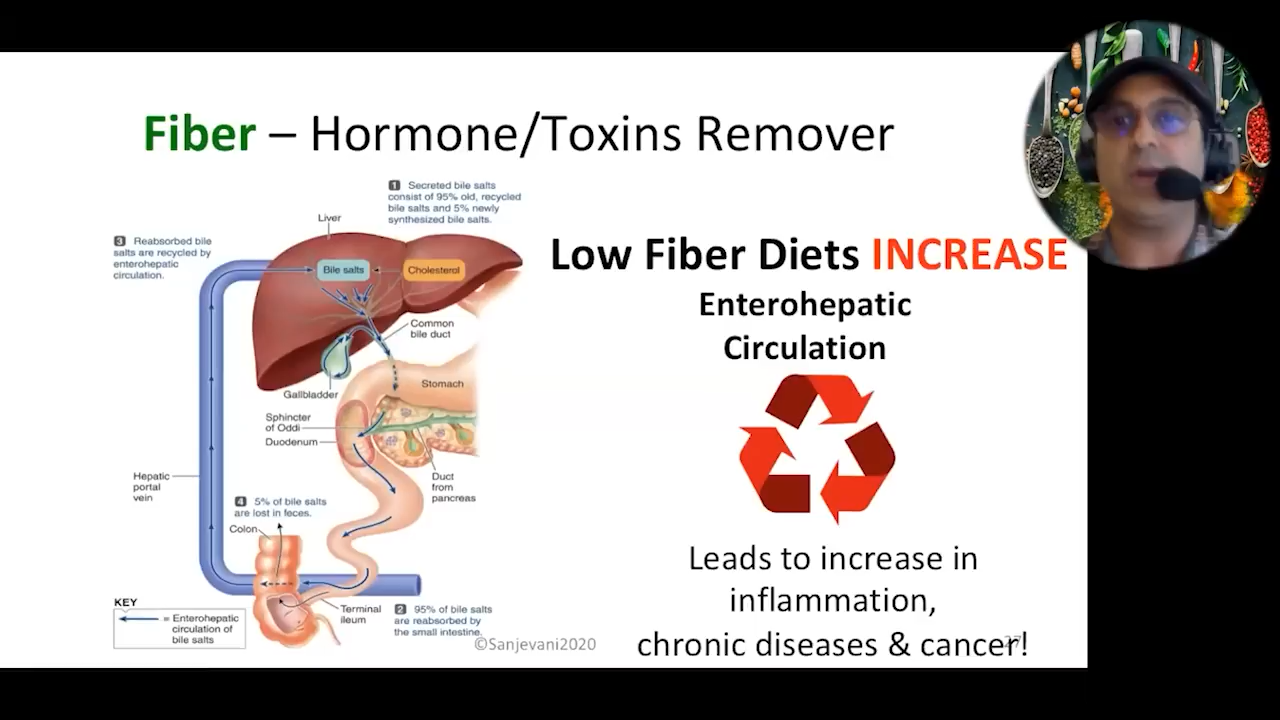 Fiber – Hormone/Toxins Remover
1 Secreted bile salts
consist of 95% old, recycled
bile salts and 5% newly
synthesized bile salts.
Liver
3 Reabsorbed bile
salts are recycled by
enterohepatic
circulation.
Bile salts
Cholesterol
Common
bile duct
Stomach
Gallbladder
Sphincter
of Oddi
Duodenum
Hepatic
portal
vein
Duct
from
pancreas
4 5% of bile salts
are lost in feces.
Colon
KEY
= Enterohepatic
circulation of
bile salts
Terminal
ileum
2 95% of bile salts
are reabsorbed by
the small intestine.
©Sanjevani2020
Low Fiber Diets INCREASE
Enterohepatic
Circulation
Leads to increase in
inflammation,
chronic diseases & cancer!